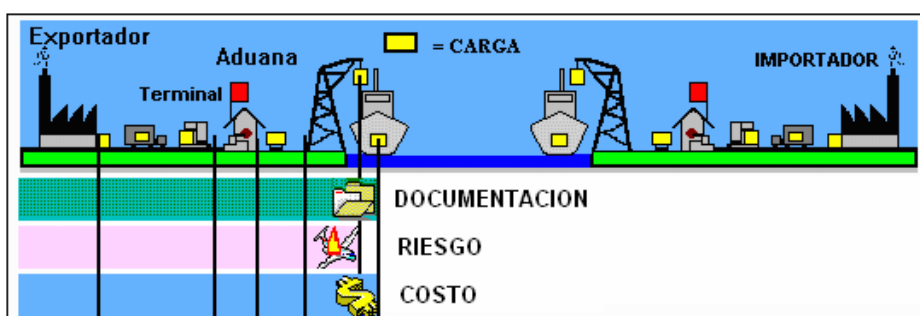 Exportador
Aduana
= CARGA
IMPORTADOR
Terminal
DOCUMENTACION
RIESGO
COSTO